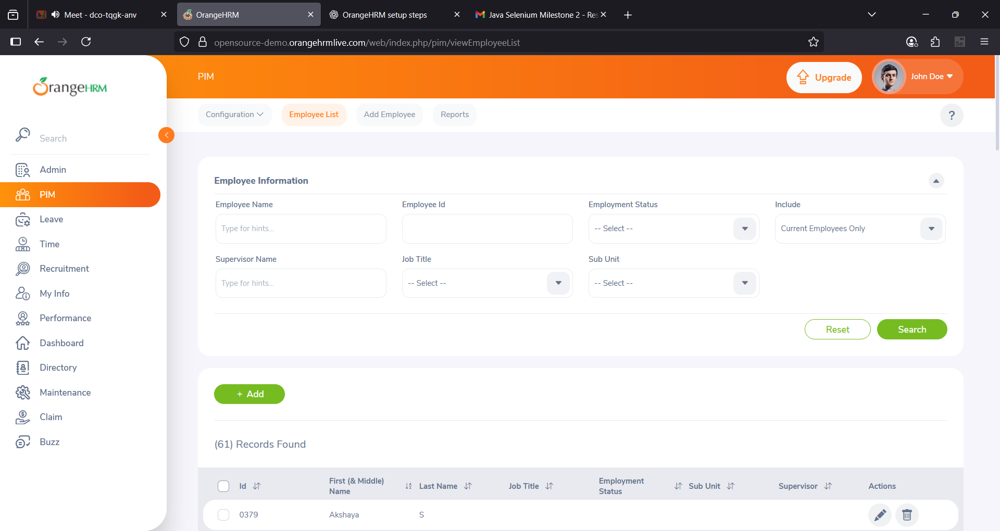 Meet - dco-tqgk-anv
OrangeHRM
OrangeHRM setup steps
Java Selenium Milestone 2 - Res
opensource-demo.orangehrmlive.com/web/index.php/pim/viewEmployeeList
Se
OrangeHRM
PIM
Upgrade
John Doe
Configuration
Employee List
Add Employee
Reports
?
Search
Admin
PIM
Leave
Time
Recruitment
My Info
Performance
Dashboard
Directory
Maintenance
Claim
Buzz
Employee Information
Employee Name
Employee Id
Employment Status
Include
Type for hints...
-- Select --
Current Employees Only
Supervisor Name
Job Title
Sub Unit
Type for hints...
-- Select --
-- Select --
Reset
Search
+ Add
(61) Records Found
Id
First (& Middle)
Name
Last Name
Job Title
Employment
Status
Sub Unit
Supervisor
Actions
0379
Akshaya
S